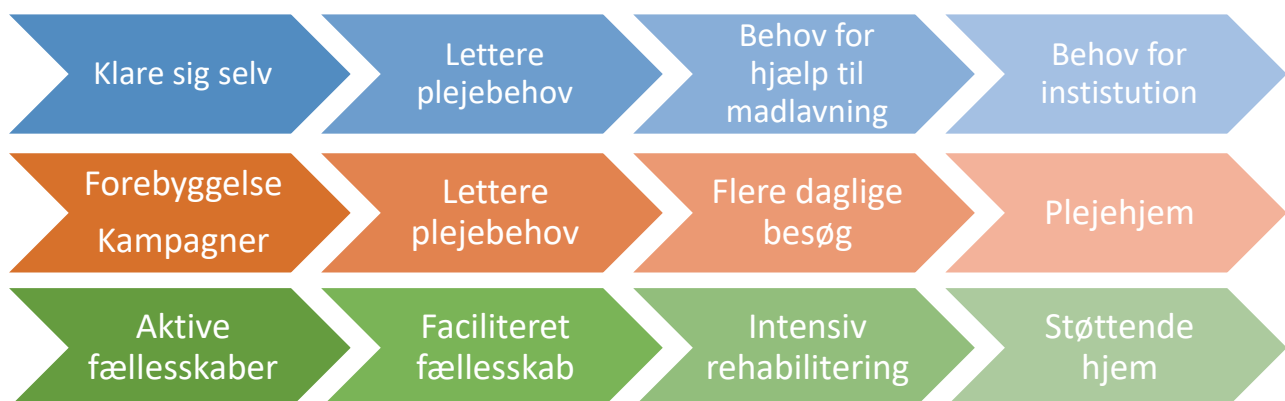 Klare sig selv
Lettere
plejebehov
Behov for
hjælp til
madlavning
Behov for
instistution
Forebyggelse
Kampagner
Lettere
plejebehov
Flere daglige
besøg
Plejehjem
Aktive
fællesskaber
Faciliteret
fællesskab
Intensiv
rehabilitering
Støttende
hjem